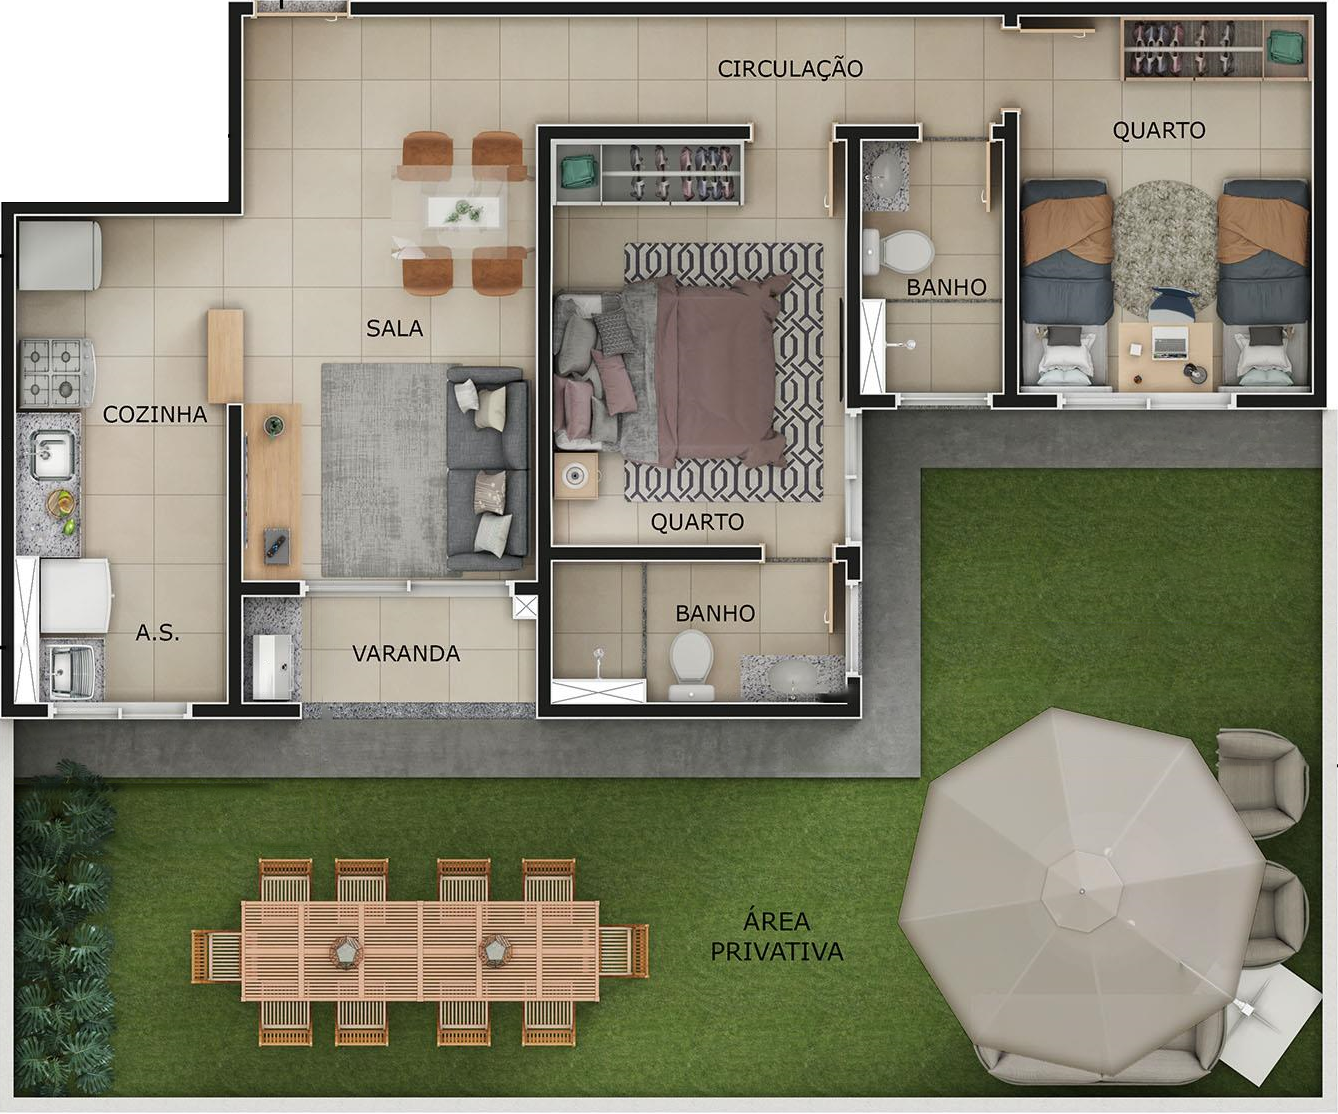 CIRCULAÇÃO
QUARTO
BANHO
SALA
COZINHA
QUARTO
BANHO
A.S.
VARANDA
ÁREA
PRIVATIVA